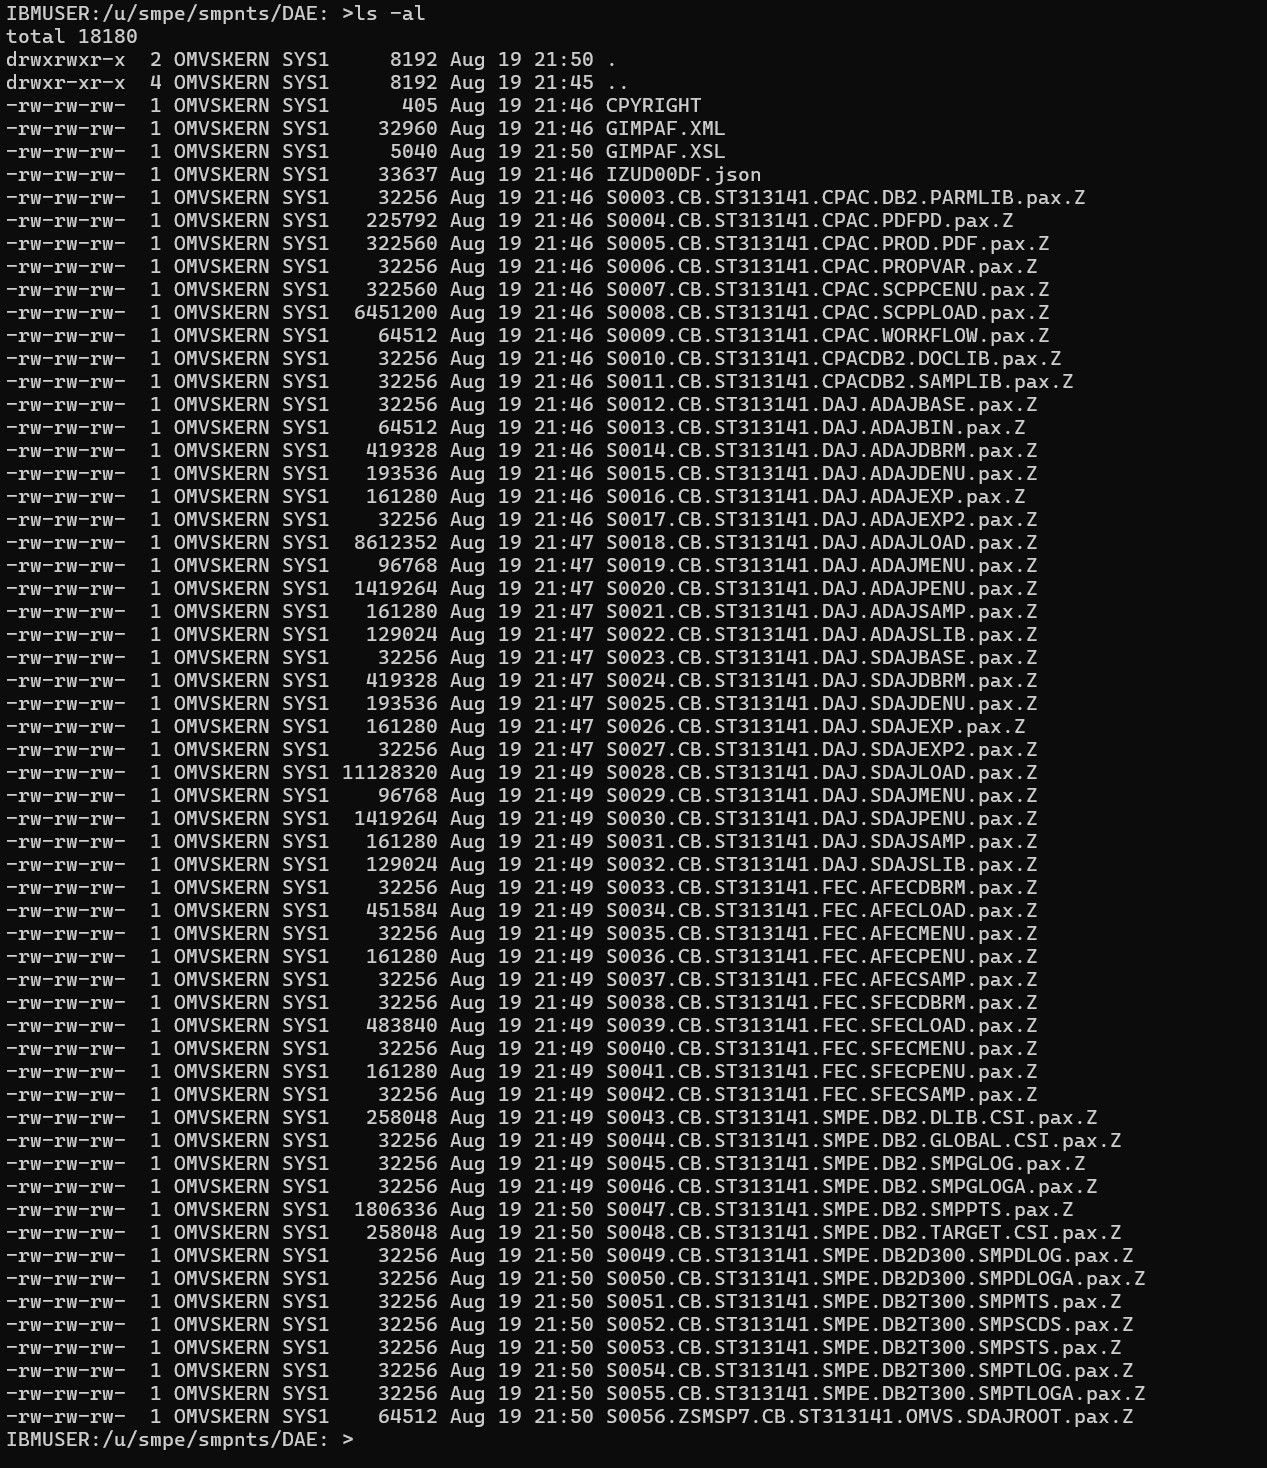 IBMUSER:/u/smpe/smpnts/DAE: >ls -al
total 18180
drwxrwxr-x  2 OMVSKERN SYS1     8192 Aug 19 21:50 .
drwxr-xr-x  4 OMVSKERN SYS1     8192 Aug 19 21:45 ..
-rw-rw-rw-  1 OMVSKERN SYS1      405 Aug 19 21:46 CPYRIGHT
-rw-rw-rw-  1 OMVSKERN SYS1    32960 Aug 19 21:46 GIMPAF.XML
-rw-rw-rw-  1 OMVSKERN SYS1     5040 Aug 19 21:50 GIMPAF.XSL
-rw-rw-rw-  1 OMVSKERN SYS1    33637 Aug 19 21:46 IZUD00DF.json
-rw-rw-rw-  1 OMVSKERN SYS1    32256 Aug 19 21:46 S0003.CB.ST313141.CPAC.DB2.PARMLIB.pax.Z
-rw-rw-rw-  1 OMVSKERN SYS1   225792 Aug 19 21:46 S0004.CB.ST313141.CPAC.PDFPD.pax.Z
-rw-rw-rw-  1 OMVSKERN SYS1   322560 Aug 19 21:46 S0005.CB.ST313141.CPAC.PROD.PDF.pax.Z
-rw-rw-rw-  1 OMVSKERN SYS1    32256 Aug 19 21:46 S0006.CB.ST313141.CPAC.PROPVAR.pax.Z
-rw-rw-rw-  1 OMVSKERN SYS1   322560 Aug 19 21:46 S0007.CB.ST313141.CPAC.SCPPCENU.pax.Z
-rw-rw-rw-  1 OMVSKERN SYS1  6451200 Aug 19 21:46 S0008.CB.ST313141.CPAC.SCPPLOAD.pax.Z
-rw-rw-rw-  1 OMVSKERN SYS1    64512 Aug 19 21:46 S0009.CB.ST313141.CPAC.WORKFLOW.pax.Z
-rw-rw-rw-  1 OMVSKERN SYS1    32256 Aug 19 21:46 S0010.CB.ST313141.CPACDB2.DOCLIB.pax.Z
-rw-rw-rw-  1 OMVSKERN SYS1    32256 Aug 19 21:46 S0011.CB.ST313141.CPACDB2.SAMPLIB.pax.Z
-rw-rw-rw-  1 OMVSKERN SYS1    32256 Aug 19 21:46 S0012.CB.ST313141.DAJ.ADAJBASE.pax.Z
-rw-rw-rw-  1 OMVSKERN SYS1    64512 Aug 19 21:46 S0013.CB.ST313141.DAJ.ADAJBIN.pax.Z
-rw-rw-rw-  1 OMVSKERN SYS1   419328 Aug 19 21:46 S0014.CB.ST313141.DAJ.ADAJDBRM.pax.Z
-rw-rw-rw-  1 OMVSKERN SYS1   193536 Aug 19 21:46 S0015.CB.ST313141.DAJ.ADAJDENU.pax.Z
-rw-rw-rw-  1 OMVSKERN SYS1   161280 Aug 19 21:46 S0016.CB.ST313141.DAJ.ADAJEXP.pax.Z
-rw-rw-rw-  1 OMVSKERN SYS1    32256 Aug 19 21:46 S0017.CB.ST313141.DAJ.ADAJEXP2.pax.Z
-rw-rw-rw-  1 OMVSKERN SYS1  8612352 Aug 19 21:47 S0018.CB.ST313141.DAJ.ADAJLOAD.pax.Z
-rw-rw-rw-  1 OMVSKERN SYS1    96768 Aug 19 21:47 S0019.CB.ST313141.DAJ.ADAJMENU.pax.Z
-rw-rw-rw-  1 OMVSKERN SYS1  1419264 Aug 19 21:47 S0020.CB.ST313141.DAJ.ADAJPENU.pax.Z
-rw-rw-rw-  1 OMVSKERN SYS1   161280 Aug 19 21:47 S0021.CB.ST313141.DAJ.ADAJSAMP.pax.Z
-rw-rw-rw-  1 OMVSKERN SYS1   129024 Aug 19 21:47 S0022.CB.ST313141.DAJ.ADAJSLIB.pax.Z
-rw-rw-rw-  1 OMVSKERN SYS1    32256 Aug 19 21:47 S0023.CB.ST313141.DAJ.SDAJBASE.pax.Z
-rw-rw-rw-  1 OMVSKERN SYS1   419328 Aug 19 21:47 S0024.CB.ST313141.DAJ.SDAJDBRM.pax.Z
-rw-rw-rw-  1 OMVSKERN SYS1   193536 Aug 19 21:47 S0025.CB.ST313141.DAJ.SDAJDENU.pax.Z
-rw-rw-rw-  1 OMVSKERN SYS1   161280 Aug 19 21:47 S0026.CB.ST313141.DAJ.SDAJEXP.pax.Z
-rw-rw-rw-  1 OMVSKERN SYS1    32256 Aug 19 21:47 S0027.CB.ST313141.DAJ.SDAJEXP2.pax.Z
-rw-rw-rw-  1 OMVSKERN SYS1 11128320 Aug 19 21:49 S0028.CB.ST313141.DAJ.SDAJLOAD.pax.Z
-rw-rw-rw-  1 OMVSKERN SYS1    96768 Aug 19 21:49 S0029.CB.ST313141.DAJ.SDAJMENU.pax.Z
-rw-rw-rw-  1 OMVSKERN SYS1  1419264 Aug 19 21:49 S0030.CB.ST313141.DAJ.SDAJPENU.pax.Z
-rw-rw-rw-  1 OMVSKERN SYS1   161280 Aug 19 21:49 S0031.CB.ST313141.DAJ.SDAJSAMP.pax.Z
-rw-rw-rw-  1 OMVSKERN SYS1   129024 Aug 19 21:49 S0032.CB.ST313141.DAJ.SDAJSLIB.pax.Z
-rw-rw-rw-  1 OMVSKERN SYS1    32256 Aug 19 21:49 S0033.CB.ST313141.FEC.AFECDBRM.pax.Z
-rw-rw-rw-  1 OMVSKERN SYS1   451584 Aug 19 21:49 S0034.CB.ST313141.FEC.AFECLOAD.pax.Z
-rw-rw-rw-  1 OMVSKERN SYS1    32256 Aug 19 21:49 S0035.CB.ST313141.FEC.AFECMENU.pax.Z
-rw-rw-rw-  1 OMVSKERN SYS1   161280 Aug 19 21:49 S0036.CB.ST313141.FEC.AFECPENU.pax.Z
-rw-rw-rw-  1 OMVSKERN SYS1    32256 Aug 19 21:49 S0037.CB.ST313141.FEC.AFECSAMP.pax.Z
-rw-rw-rw-  1 OMVSKERN SYS1    32256 Aug 19 21:49 S0038.CB.ST313141.FEC.SFECDBRM.pax.Z
-rw-rw-rw-  1 OMVSKERN SYS1   483840 Aug 19 21:49 S0039.CB.ST313141.FEC.SFECLOAD.pax.Z
-rw-rw-rw-  1 OMVSKERN SYS1    32256 Aug 19 21:49 S0040.CB.ST313141.FEC.SFECMENU.pax.Z
-rw-rw-rw-  1 OMVSKERN SYS1   161280 Aug 19 21:49 S0041.CB.ST313141.FEC.SFECPENU.pax.Z
-rw-rw-rw-  1 OMVSKERN SYS1    32256 Aug 19 21:49 S0042.CB.ST313141.FEC.SFECSAMP.pax.Z
-rw-rw-rw-  1 OMVSKERN SYS1   258048 Aug 19 21:49 S0043.CB.ST313141.SMPE.DB2.DLIB.CSI.pax.Z
-rw-rw-rw-  1 OMVSKERN SYS1    32256 Aug 19 21:49 S0044.CB.ST313141.SMPE.DB2.GLOBAL.CSI.pax.Z
-rw-rw-rw-  1 OMVSKERN SYS1    32256 Aug 19 21:49 S0045.CB.ST313141.SMPE.DB2.SMPGLOG.pax.Z
-rw-rw-rw-  1 OMVSKERN SYS1    32256 Aug 19 21:49 S0046.CB.ST313141.SMPE.DB2.SMPGLOGA.pax.Z
-rw-rw-rw-  1 OMVSKERN SYS1  1806336 Aug 19 21:50 S0047.CB.ST313141.SMPE.DB2.SMPPTS.pax.Z
-rw-rw-rw-  1 OMVSKERN SYS1   258048 Aug 19 21:50 S0048.CB.ST313141.SMPE.DB2.TARGET.CSI.pax.Z
-rw-rw-rw-  1 OMVSKERN SYS1    32256 Aug 19 21:50 S0049.CB.ST313141.SMPE.DB2D300.SMPDLOG.pax.Z
-rw-rw-rw-  1 OMVSKERN SYS1    32256 Aug 19 21:50 S0050.CB.ST313141.SMPE.DB2D300.SMPDLOGA.pax.Z
-rw-rw-rw-  1 OMVSKERN SYS1    32256 Aug 19 21:50 S0051.CB.ST313141.SMPE.DB2T300.SMPMTS.pax.Z
-rw-rw-rw-  1 OMVSKERN SYS1    32256 Aug 19 21:50 S0052.CB.ST313141.SMPE.DB2T300.SMPSCDS.pax.Z
-rw-rw-rw-  1 OMVSKERN SYS1    32256 Aug 19 21:50 S0053.CB.ST313141.SMPE.DB2T300.SMPSTS.pax.Z
-rw-rw-rw-  1 OMVSKERN SYS1    32256 Aug 19 21:50 S0054.CB.ST313141.SMPE.DB2T300.SMPTLOG.pax.Z
-rw-rw-rw-  1 OMVSKERN SYS1    32256 Aug 19 21:50 S0055.CB.ST313141.SMPE.DB2T300.SMPTLOGA.pax.Z
-rw-rw-rw-  1 OMVSKERN SYS1    64512 Aug 19 21:50 S0056.ZSMSP7.CB.ST313141.OMVS.SDAJROOT.pax.Z
IBMUSER:/u/smpe/smpnts/DAE: >